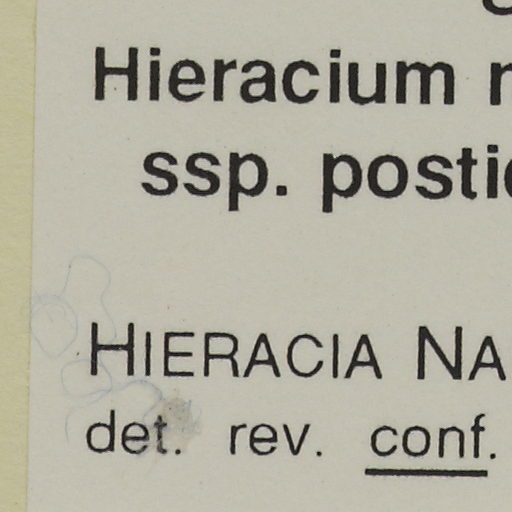 Hieracium
ssp.
HIERACIA
det. rev. conf.